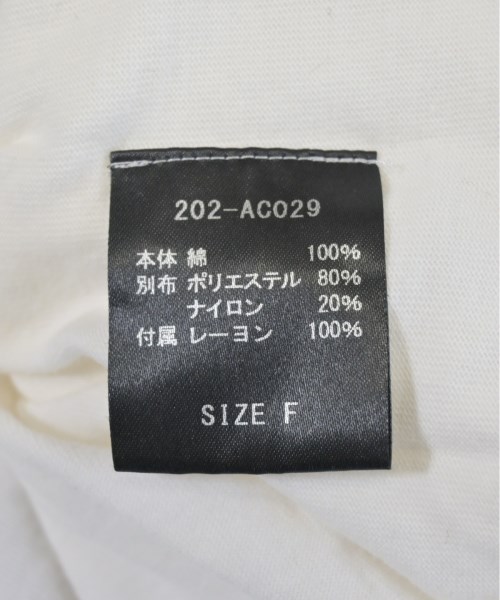 202-AC029
本体 綿 100%
別布 ポリエステル 80%
ナイロン 20%
付属 レーヨン 100%
SIZE F